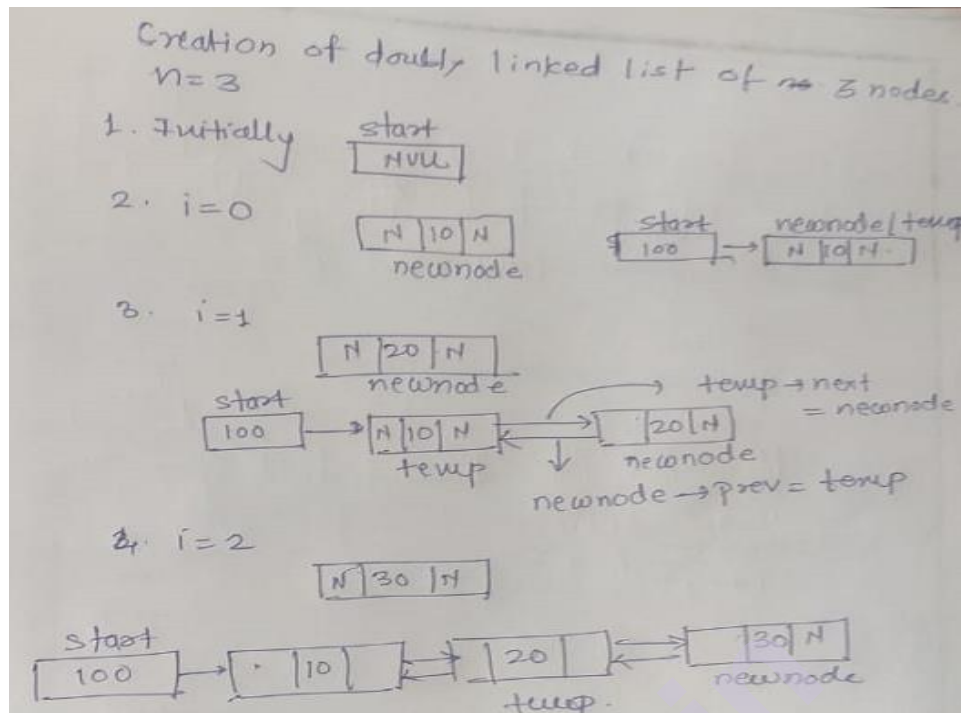 Creation of doubly linked list of 3 nodes.
n=3
1. Initially
start
NULL
2. i=0
N 10 N
newnode
start
100
newnode/temp
N 10 N
3. i=1
N 20 N
newnode
start
100
N 10 N
temp
20 N
newnode
temp → next
= newnode
newnode → prev = temp
4. i=2
N 30 N
start
100
10
20
temp.
30 N
newnode